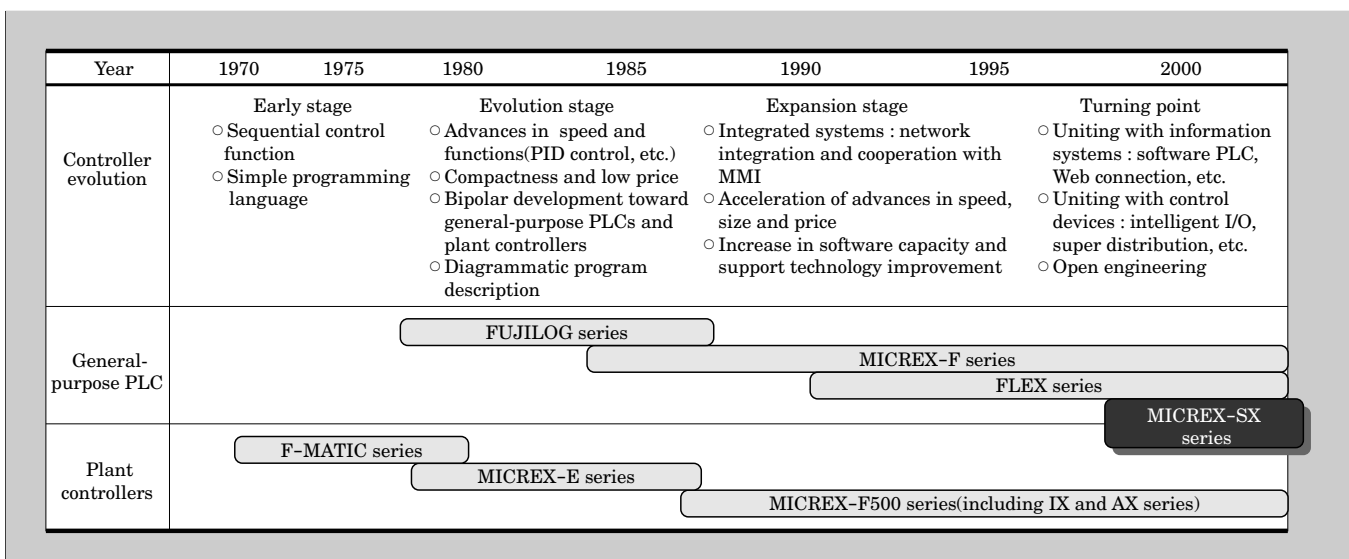 Year 1970 1975 1980 1985 1990 1995 2000
Controller
evolution
Early stage
○ Sequential control
function
○ Simple programming
language
Evolution stage
○ Advances in speed and
functions(PID control, etc.)
○ Compactness and low price
○ Bipolar development toward
general-purpose PLCs and
plant controllers
○ Diagrammatic program
description
Expansion stage
○ Integrated systems : network
integration and cooperation with
MMI
○ Acceleration of advances in speed,
size and price
○ Increase in software capacity and
support technology improvement
Turning point
○ Uniting with information
systems : software PLC,
Web connection, etc.
○ Uniting with control
devices : intelligent I/O,
super distribution, etc.
○ Open engineering
General-
purpose PLC
FUJILOG series
MICREX-F series
FLEX series
MICREX-SX
series
Plant
controllers
F-MATIC series
MICREX-E series
MICREX-F500 series(including IX and AX series)